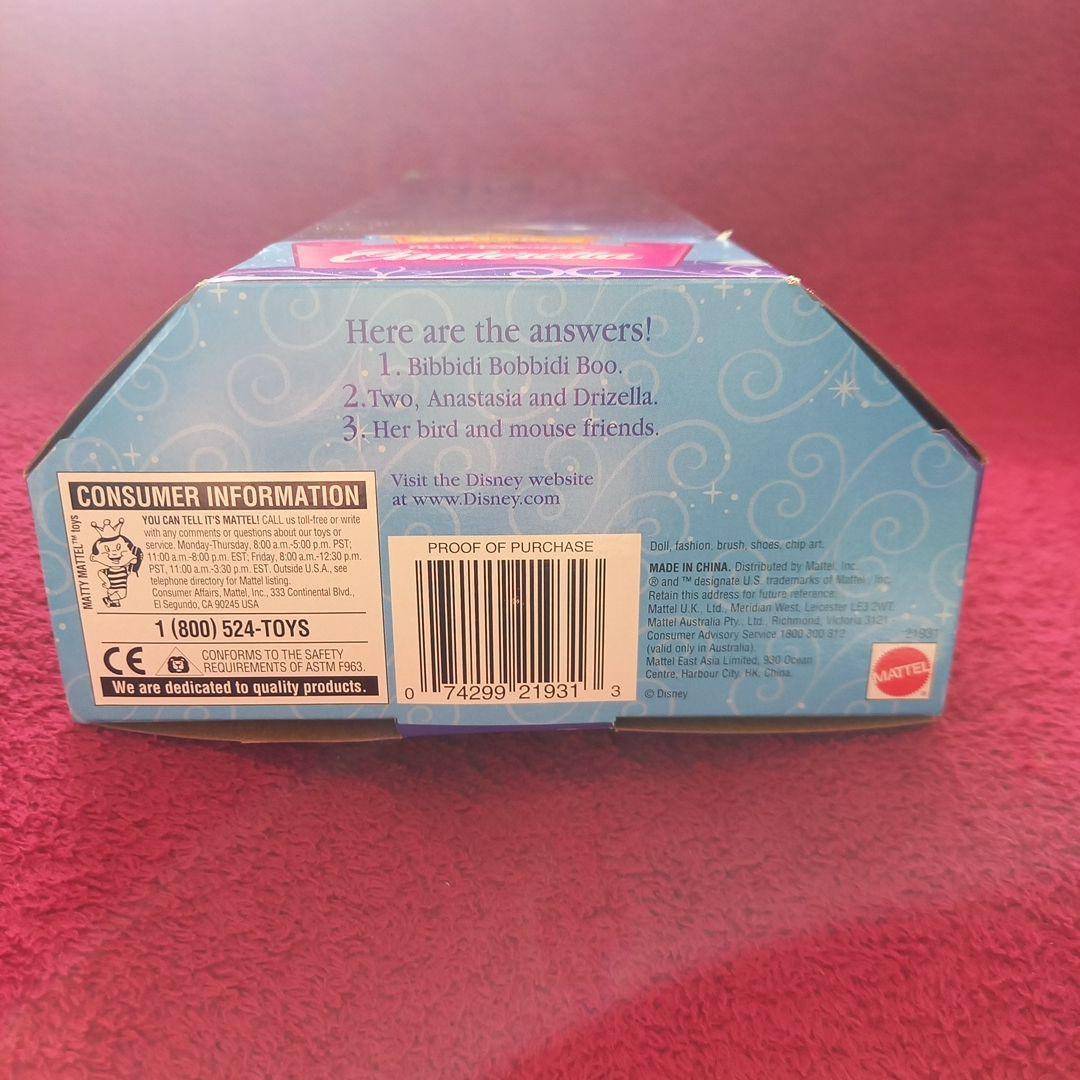 Cinderella
Here are the answers!
1. Bibbidi Bobbidi Boo.
2. Two, Anastasia and Drizella.
3. Her bird and mouse friends.
Visit the Disney website
at www.Disney.com
CONSUMER INFORMATION
MATTY MATTEL™ toys
YOU CAN TELL IT'S MATTEL! CALL us toll-free or write
with any comments or questions about our toys or
service. Monday-Thursday, 8:00 a.m.-5:00 p.m. PST;
11:00 a.m.-8:00 p.m. EST; Friday, 8:00 a.m.-12:30 p.m.
PST, 11:00 a.m.-3:30 p.m. EST. Outside U.S.A., see
telephone directory for Mattel listing.
Consumer Affairs, Mattel, Inc., 333 Continental Blvd.,
El Segundo, CA 90245 USA
1 (800) 524-TOYS
CE
CONFORMS TO THE SAFETY
REQUIREMENTS OF ASTM F963.
We are dedicated to quality products.
PROOF OF PURCHASE
0 74299 21931 3
Doll, fashion, brush, shoes, chip art.
MADE IN CHINA. Distributed by Mattel, Inc.
® and ™ designate U.S. trademarks of Mattel, Inc.
Retain this address for future reference:
Mattel U.K., Ltd., Meridian West, Leicester LE3 2WT.
Mattel Australia Pty., Ltd., Richmond, Victoria 3121
Consumer Advisory Service 1800 800 812
(valid only in Australia).
Mattel East Asia Limited, 930 Ocean
Centre, Harbour City, HK, China.
© Disney
21931
MATTEL
®